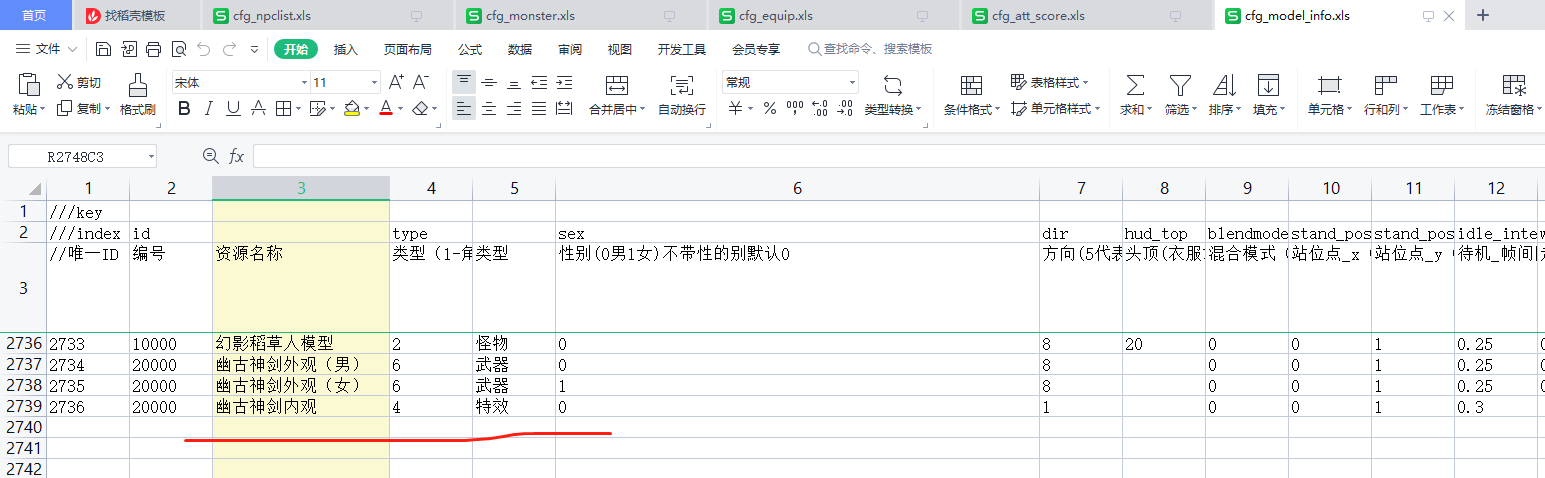 首页 找稻壳模板 cfg_npclist.xls cfg_monster.xls cfg_equip.xls cfg_att_score.xls cfg_model_info.xls
文件 开始 插入 页面布局 公式 数据 审阅 视图 开发工具 会员专享 查找命令、搜索模板
粘贴 剪切 复制 格式刷 宋体 11 A+ A- B I U A 合并居中 自动换行 常规 ¥ % 000 类型转换 条件格式 表格样式 单元格样式 求和 筛选 排序 填充 单元格 行和列 工作表 冻结窗格
R2748C3 fx
1 2 3 4 5 6 7 8 9 10 11 12
1 ///key
2 ///index id type sex dir hud_top blendmode stand_pos stand_pos idle_inte
3 //唯一ID 编号 资源名称 类型（1-角 类型 性别(0男1女)不带性的别默认0 方向(5代表 头顶(衣服 混合模式（ 站位点_x 站位点_y 待机_帧间
2736 2733 10000 幻影稻草人模型 2 怪物 0 8 20 0 0 1 0.25
2737 2734 20000 幽古神剑外观（男） 6 武器 0 8 0 0 1 0.25
2738 2735 20000 幽古神剑外观（女） 6 武器 1 8 0 0 1 0.25
2739 2736 20000 幽古神剑内观 4 特效 0 1 0 0 1 0.3
2740
2741
2742